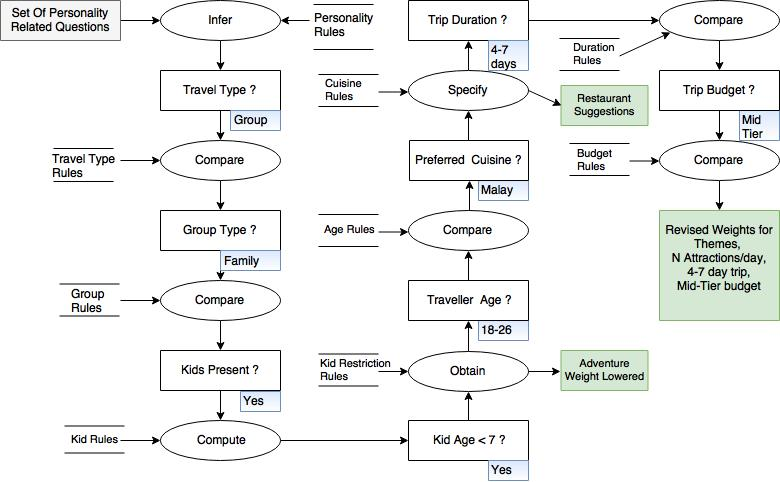 Set Of Personality
Related Questions
Infer
Personality
Rules
Travel Type ?
Group
Travel Type
Rules
Compare
Group Type ?
Family
Group
Rules
Compare
Kids Present ?
Yes
Kid Rules
Compute
Kid Age < 7 ?
Yes
Kid Restriction
Rules
Obtain
Adventure
Weight Lowered
Traveller Age ?
18-26
Age Rules
Compare
Preferred Cuisine ?
Malay
Cuisine
Rules
Specify
Restaurant
Suggestions
Trip Duration ?
4-7
days
Duration
Rules
Compare
Trip Budget ?
Mid
Tier
Budget
Rules
Compare
Revised Weights for
Themes,
N Attractions/day,
4-7 day trip,
Mid-Tier budget